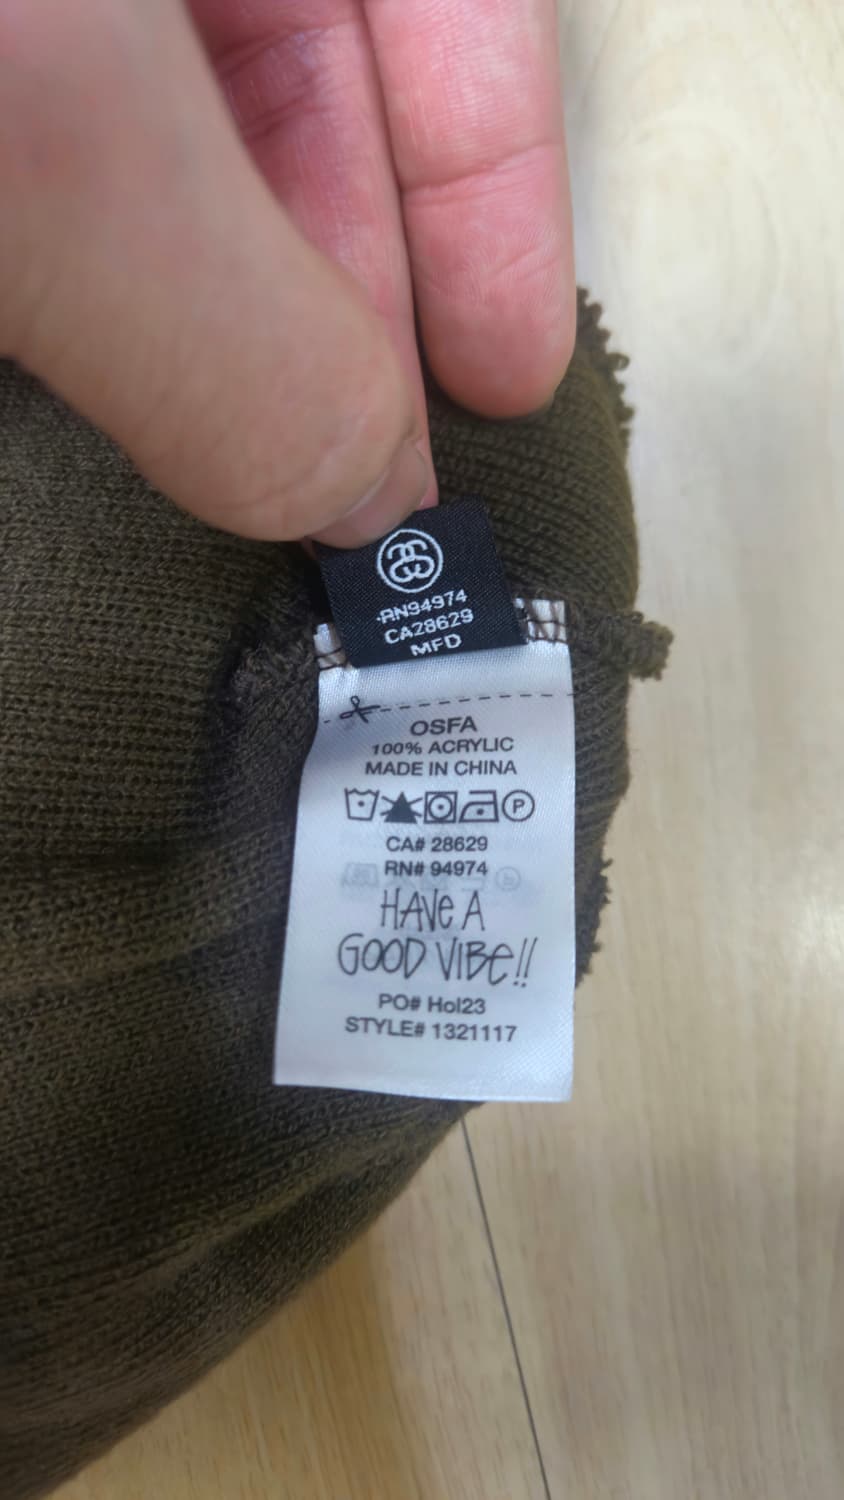 RN94974
CA28629
MFD
OSFA
100% ACRYLIC
MADE IN CHINA
P
CA# 28629
RN# 94974
HAVE A
GOOD VIBE!!
PO# Hol23
STYLE# 1321117